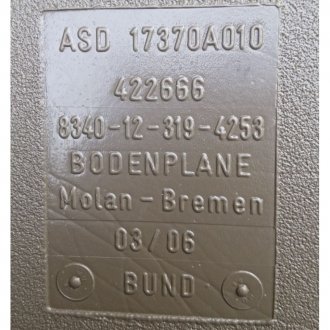 ASD 17370A010
422666
8340-12-319-4253
BODENPLANE
Molan-Bremen
03/06
BUND